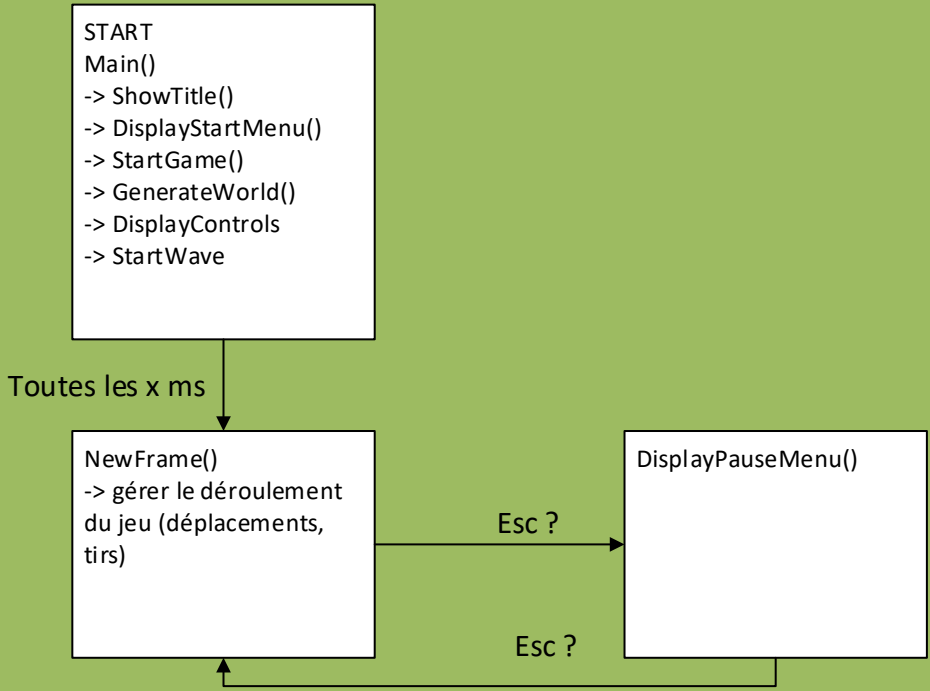 START
Main()
-> ShowTitle()
-> DisplayStartMenu()
-> StartGame()
-> GenerateWorld()
-> DisplayControls
-> StartWave
Toutes les x ms
NewFrame()
-> gérer le déroulement
du jeu (déplacements,
tirs)
Esc ?
DisplayPauseMenu()
Esc ?